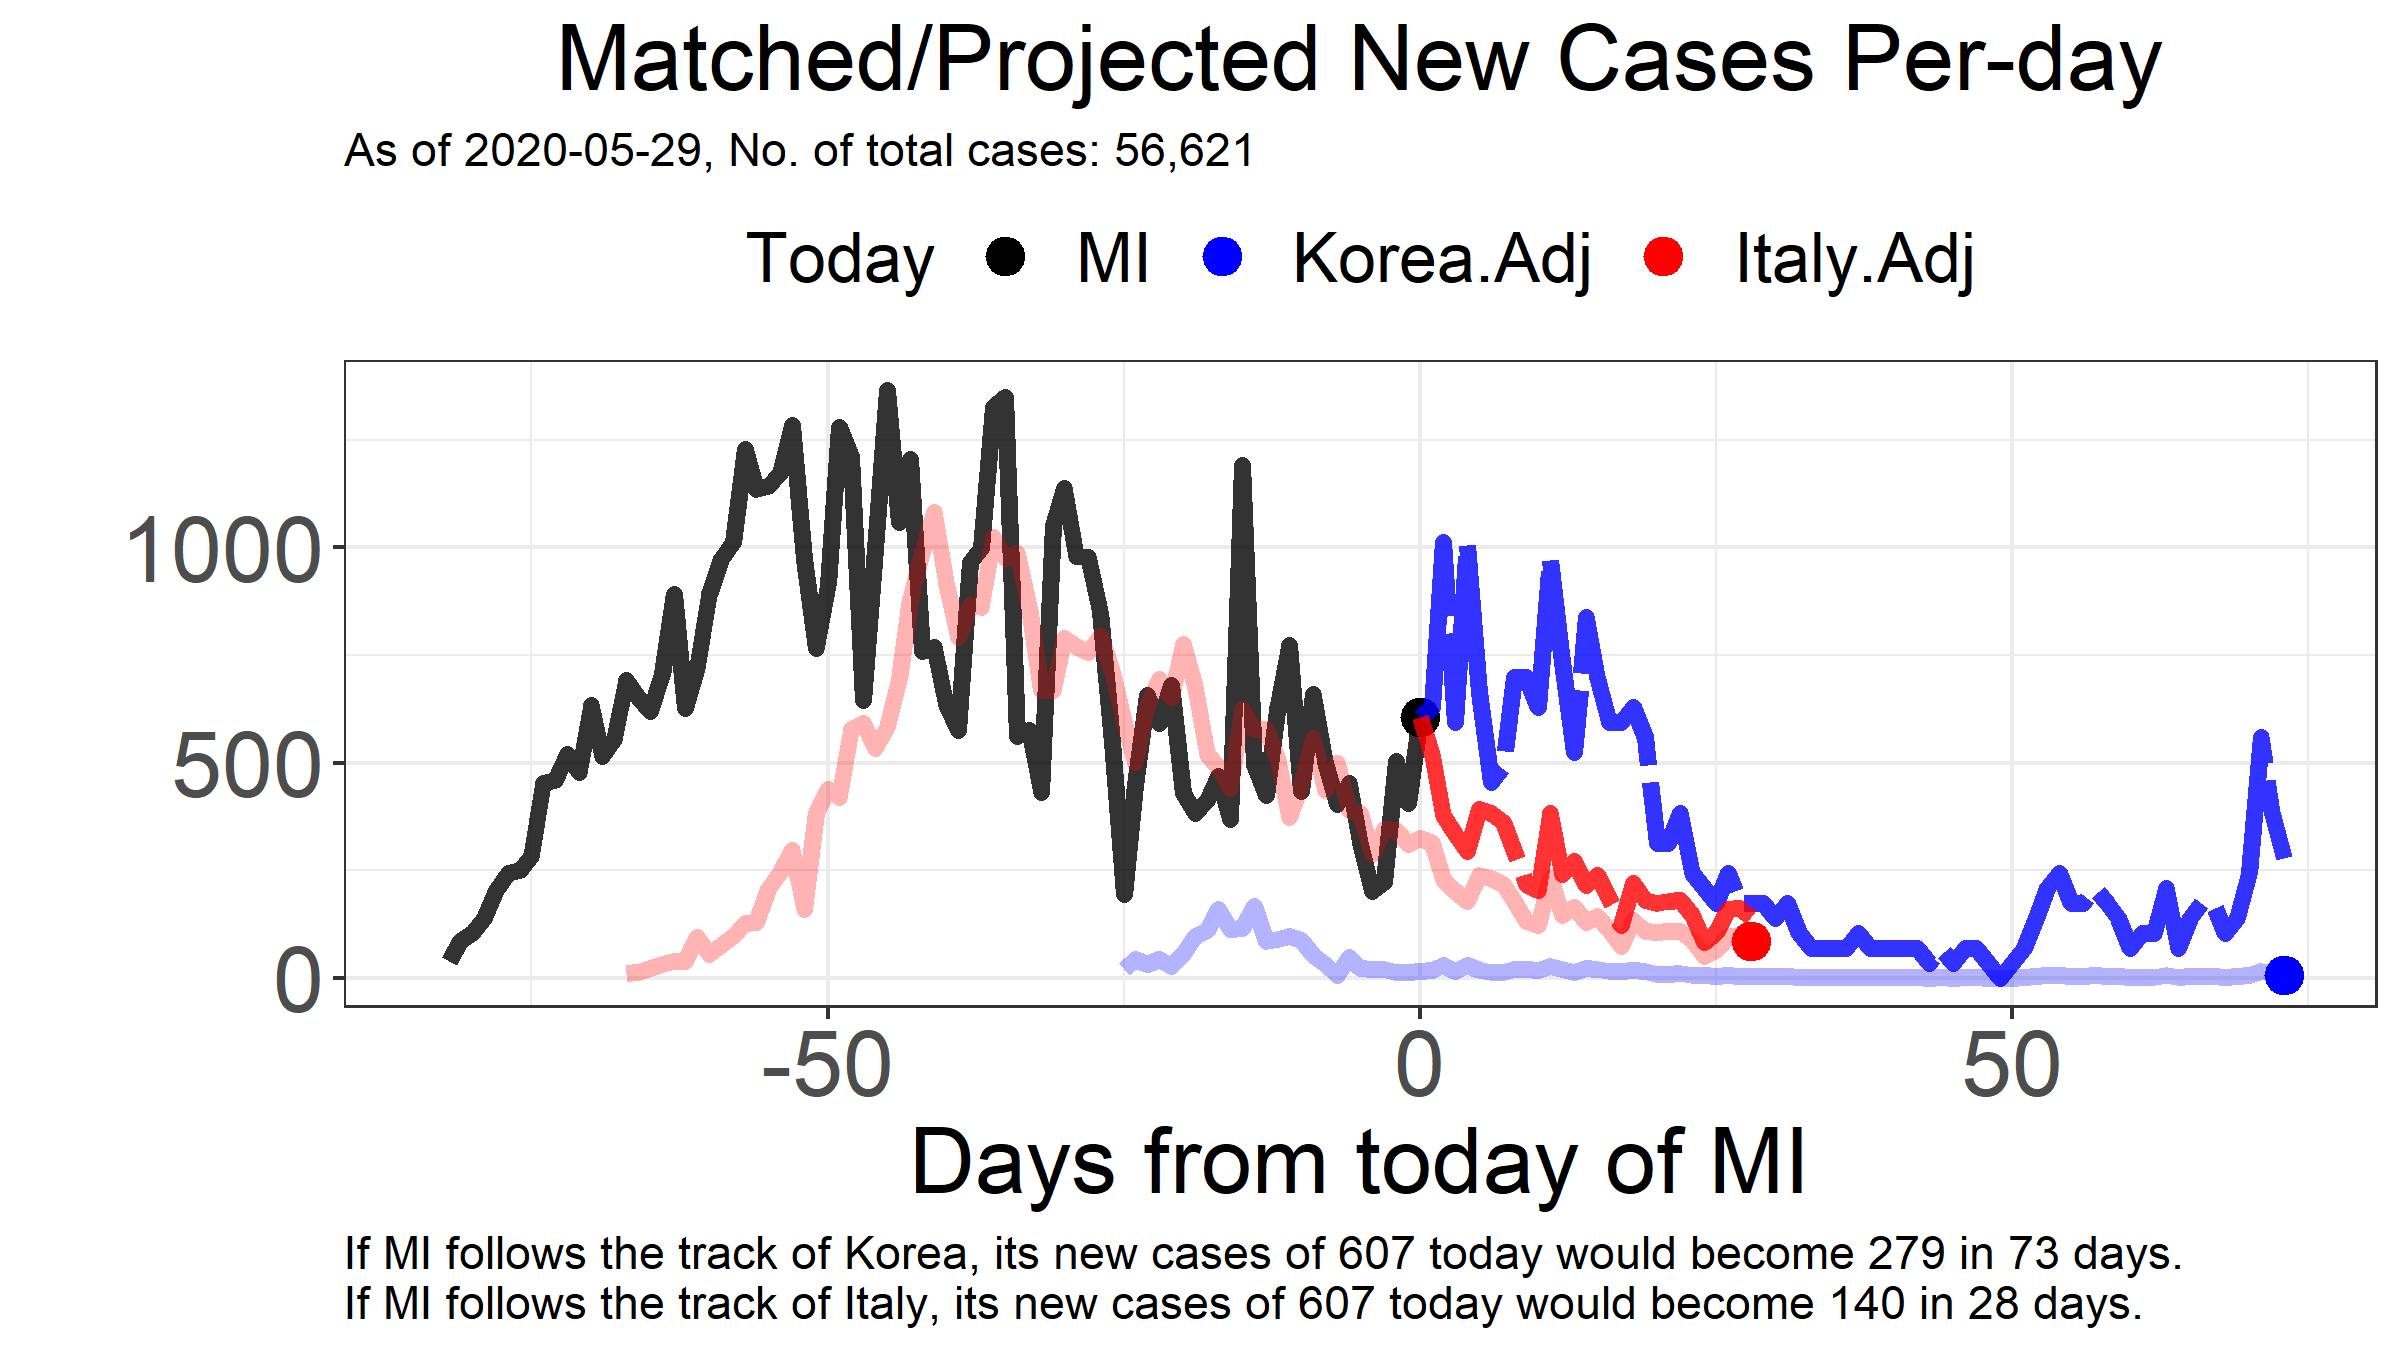 Matched/Projected New Cases Per-day
As of 2020-05-29, No. of total cases: 56,621
Today MI Korea.Adj Italy.Adj
1000
500
0
-50 0 50
Days from today of MI
If MI follows the track of Korea, its new cases of 607 today would become 279 in 73 days.
If MI follows the track of Italy, its new cases of 607 today would become 140 in 28 days.